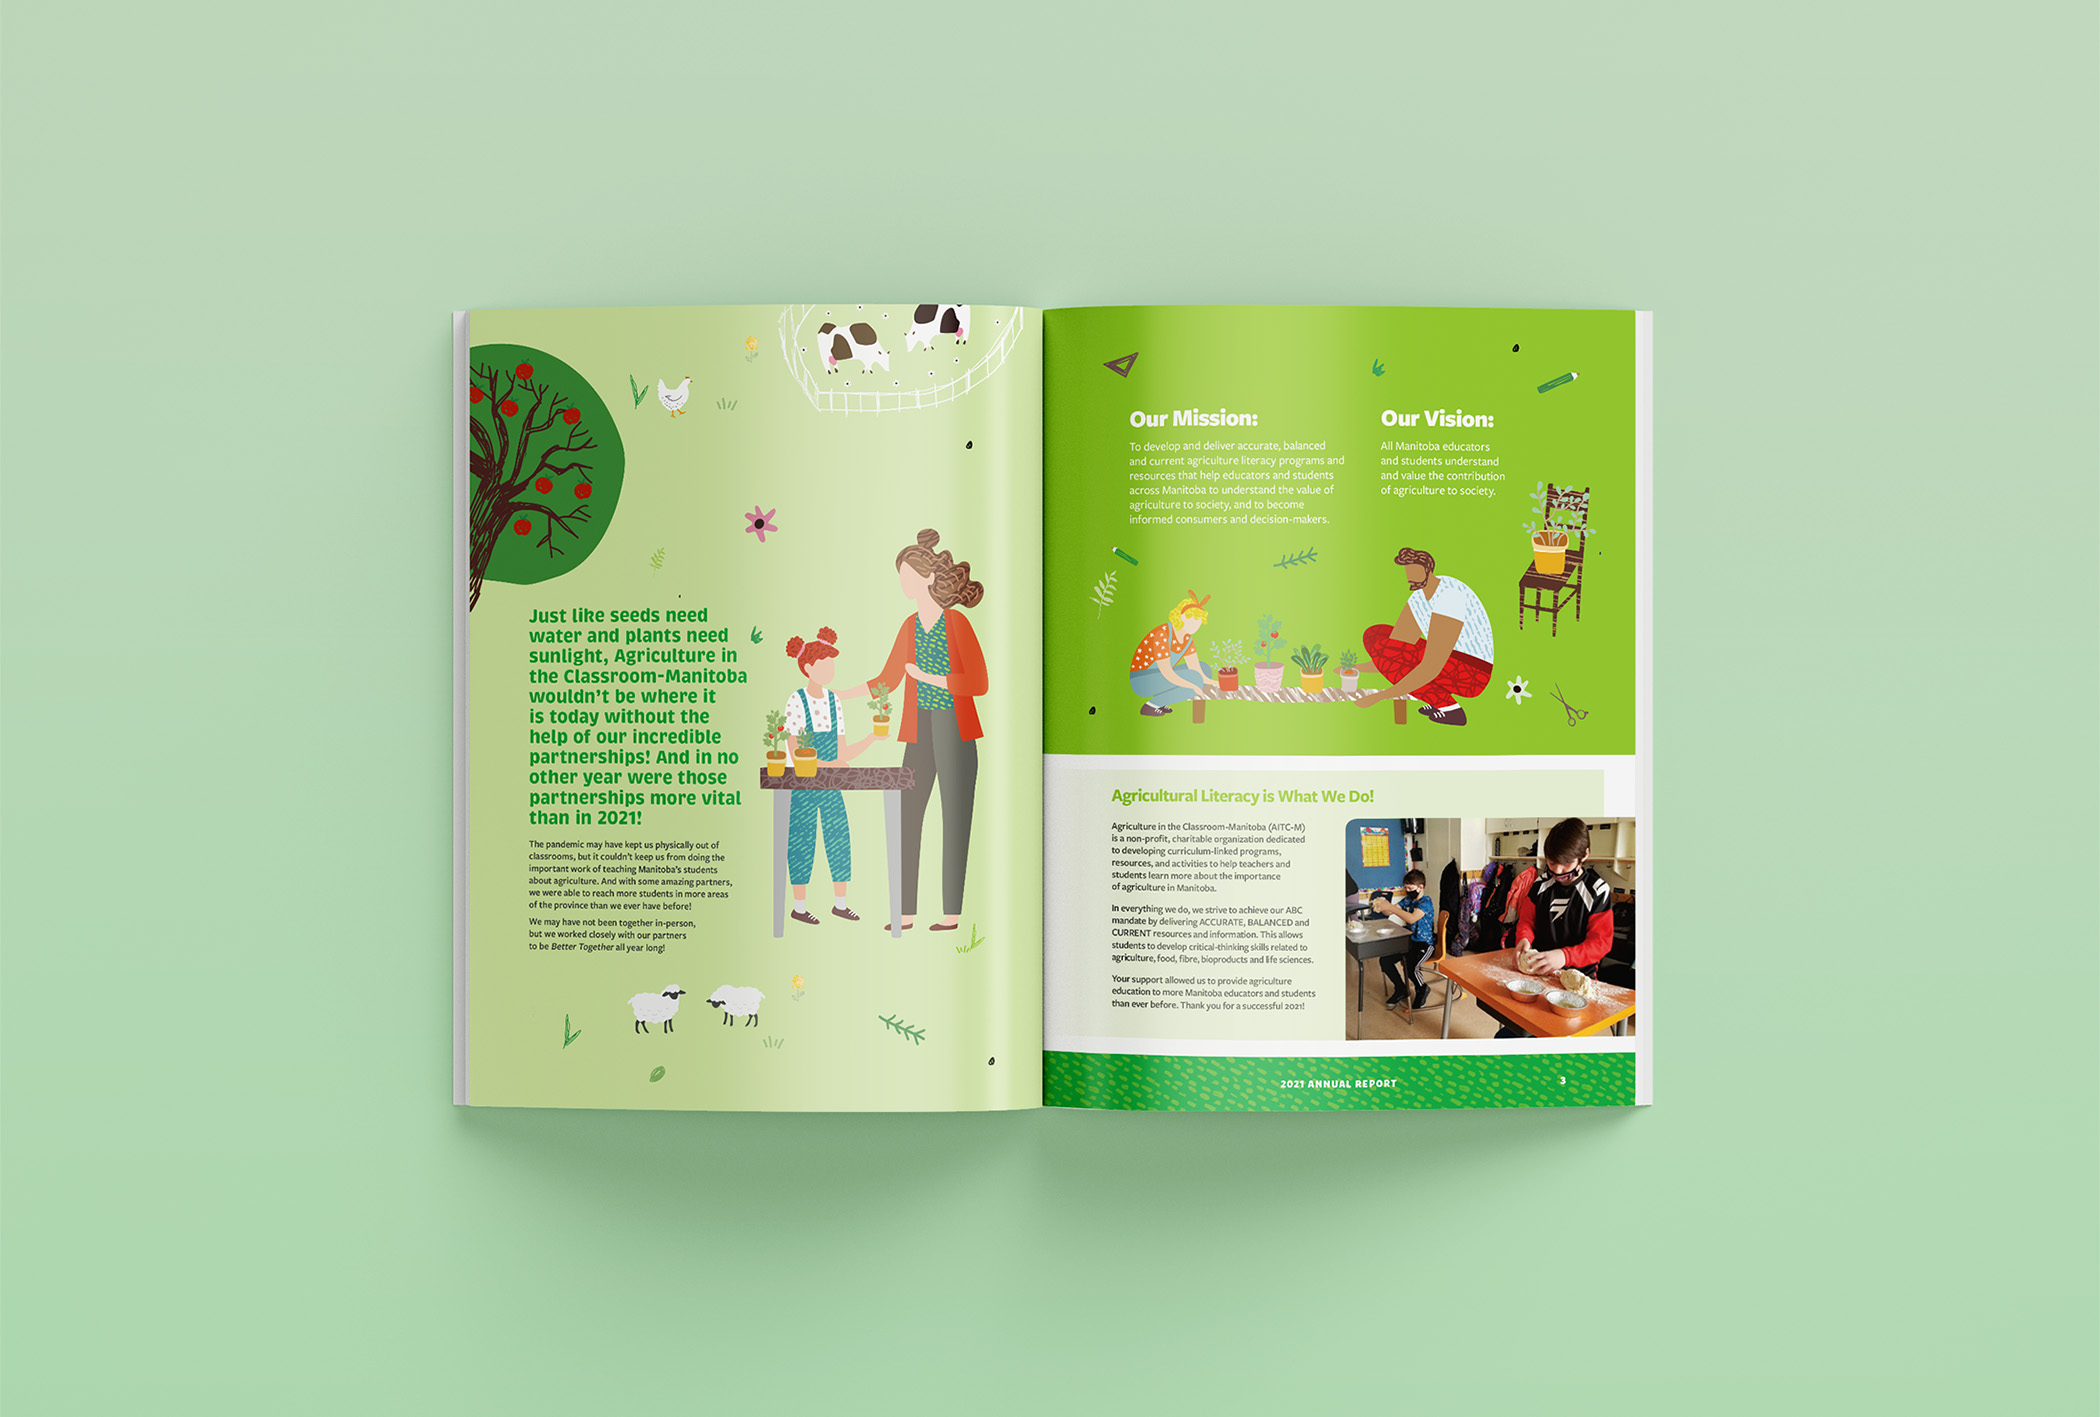 Just like seeds need
water and plants need
sunlight, Agriculture in
the Classroom-Manitoba
wouldn't be where it
is today without the
help of our incredible
partnerships! And in no
other year were those
partnerships more vital
than in 2021!
The pandemic may have kept us physically out of
classrooms, but it couldn't keep us from doing the
important work of teaching Manitoba's students
about agriculture. And with some amazing partners,
we were able to reach more students in more areas
of the province than we ever have before!
We may have not been together in-person,
but we worked closely with our partners
to be Better Together all year long!
Our Mission:
To develop and deliver accurate, balanced
and current agriculture literacy programs and
resources that help educators and students
across Manitoba to understand the value of
agriculture to society, and to become
informed consumers and decision-makers.
Our Vision:
All Manitoba educators
and students understand
and value the contribution
of agriculture to society.
Agricultural Literacy is What We Do!
Agriculture in the Classroom-Manitoba (AITC-M)
is a non-profit, charitable organization dedicated
to developing curriculum-linked programs,
resources, and activities to help teachers and
students learn more about the importance
of agriculture in Manitoba.
In everything we do, we strive to achieve our ABC
mandate by delivering ACCURATE, BALANCED and
CURRENT resources and information. This allows
students to develop critical-thinking skills related to
agriculture, food, fibre, bioproducts and life sciences.
Your support allowed us to provide agriculture
education to more Manitoba educators and students
than ever before. Thank you for a successful 2021!
2021 ANNUAL REPORT
3